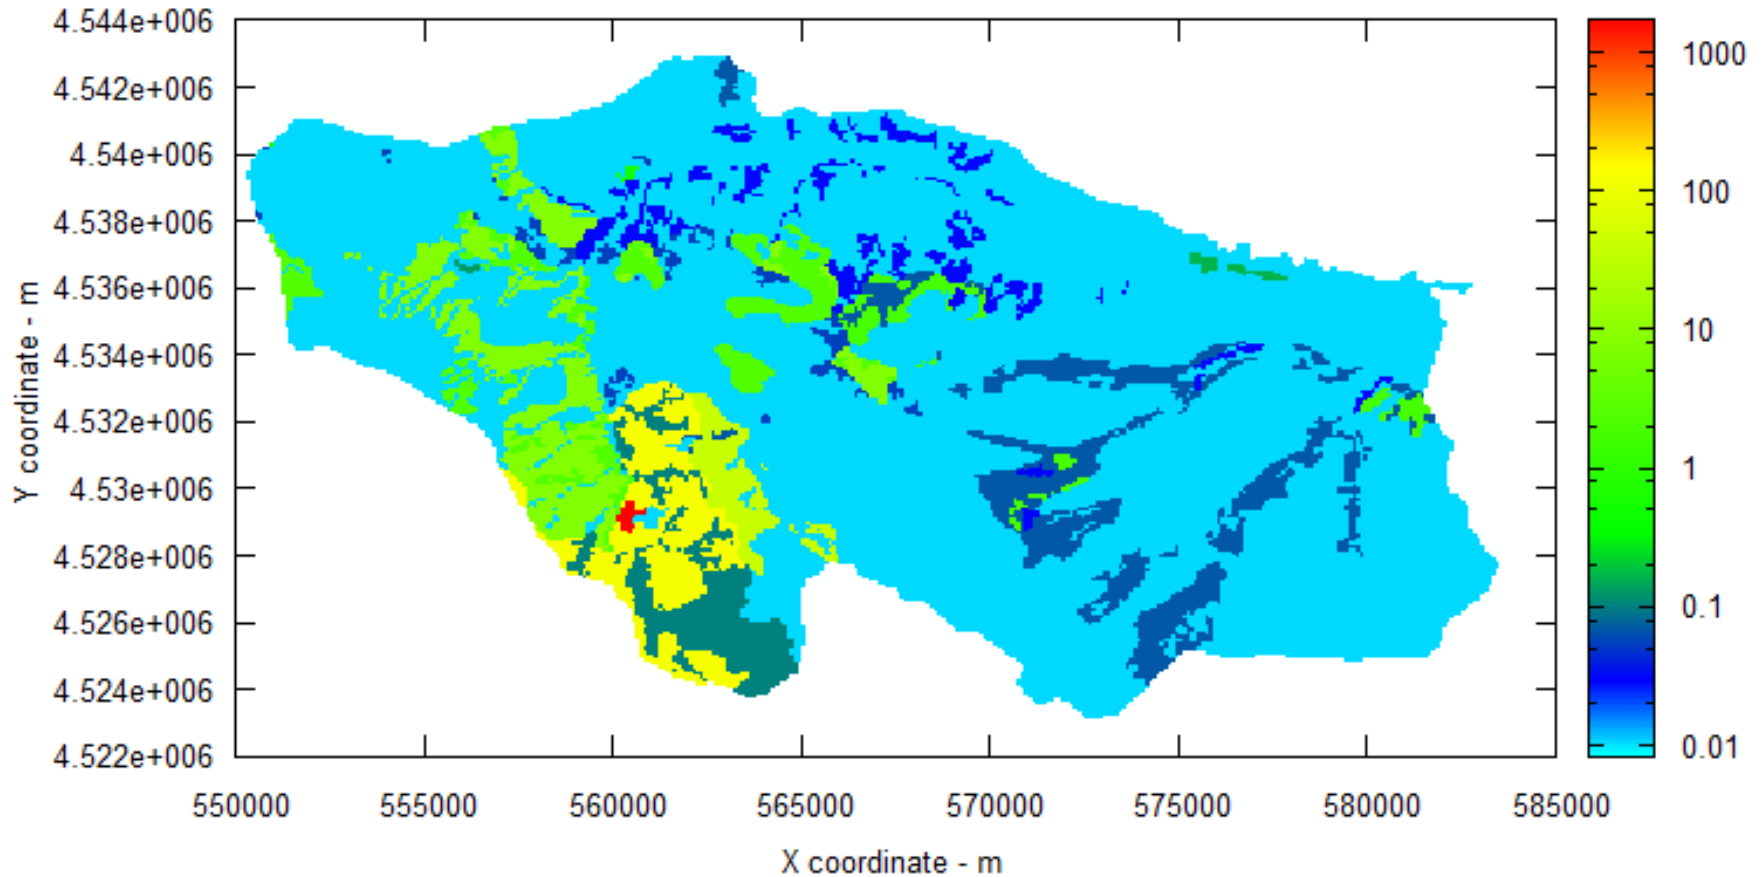 4.544e+006
4.542e+006
4.54e+006
4.538e+006
4.536e+006
4.534e+006
4.532e+006
4.53e+006
4.528e+006
4.526e+006
4.524e+006
4.522e+006
Y coordinate - m
550000 555000 560000 565000 570000 575000 580000 585000
X coordinate - m
1000
100
10
1
0.1
0.01